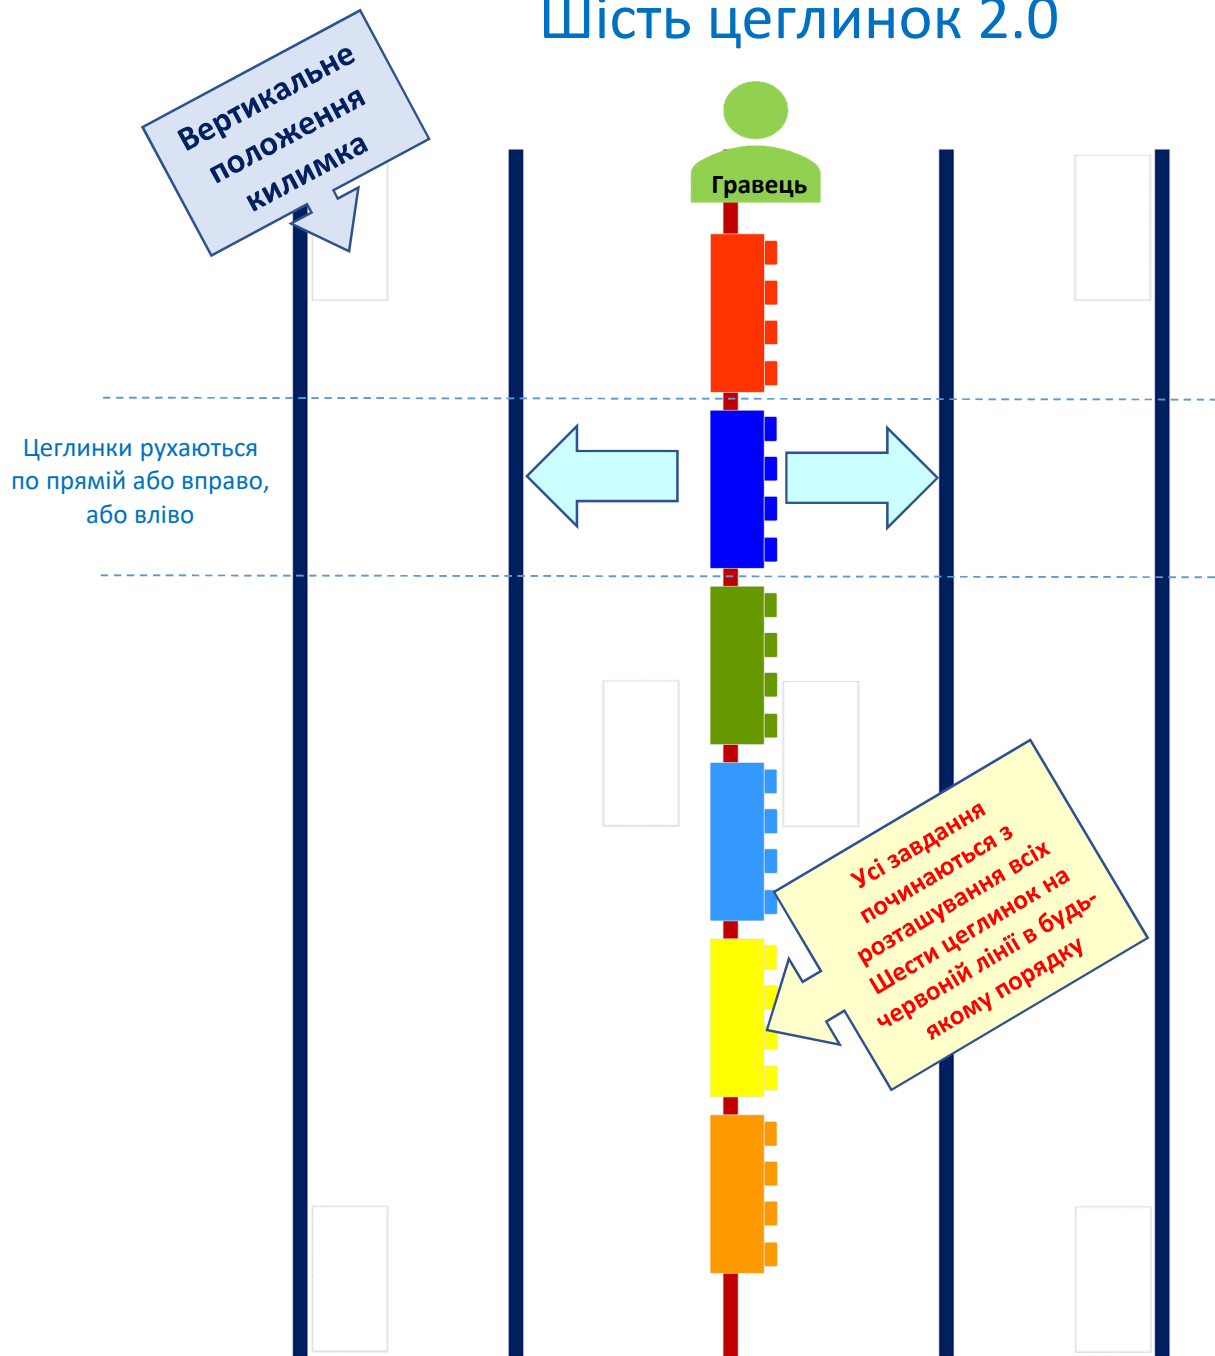 Шість цеглинок 2.0
Вертикальне
положення
килимка
Гравець
Цеглинки рухаються
по прямій або вправо,
або вліво
Усі завдання
починаються з
розташування всіх
Шести цеглинок на
червоній лінії в будь-
якому порядку